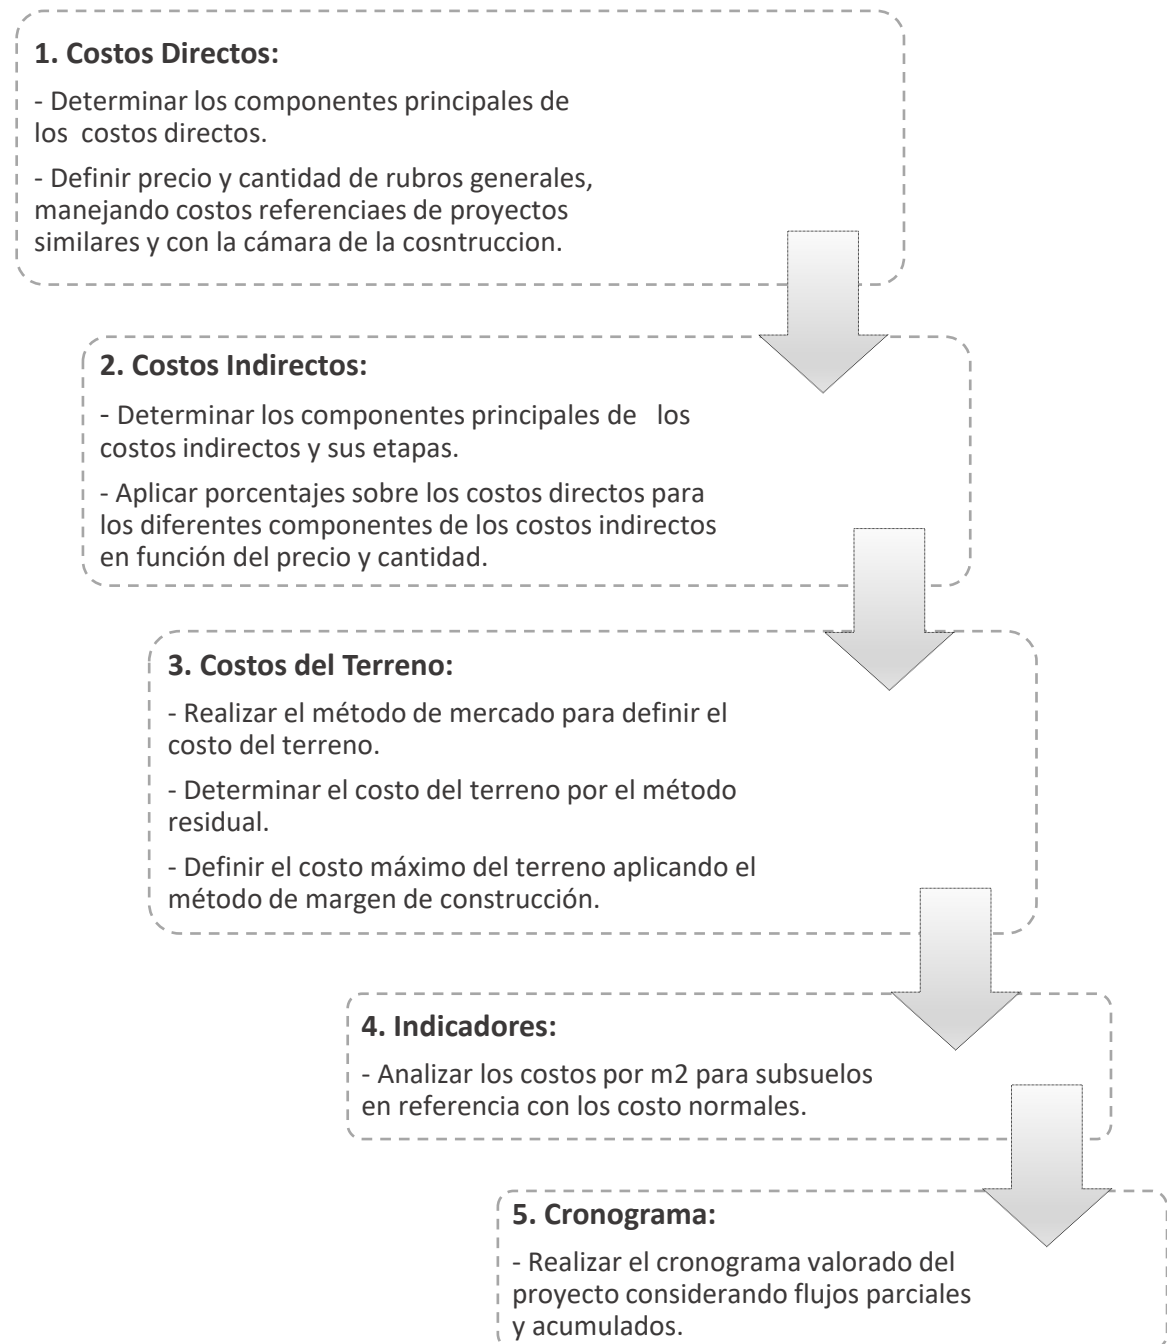 1. Costos Directos:
- Determinar los componentes principales de
los costos directos.
- Definir precio y cantidad de rubros generales,
manejando costos referenciaes de proyectos
similares y con la cámara de la cosntruccion.
2. Costos Indirectos:
- Determinar los componentes principales de los
costos indirectos y sus etapas.
- Aplicar porcentajes sobre los costos directos para
los diferentes componentes de los costos indirectos
en función del precio y cantidad.
3. Costos del Terreno:
- Realizar el método de mercado para definir el
costo del terreno.
- Determinar el costo del terreno por el método
residual.
- Definir el costo máximo del terreno aplicando el
método de margen de construcción.
4. Indicadores:
- Analizar los costos por m2 para subsuelos
en referencia con los costo normales.
5. Cronograma:
- Realizar el cronograma valorado del
proyecto considerando flujos parciales
y acumulados.